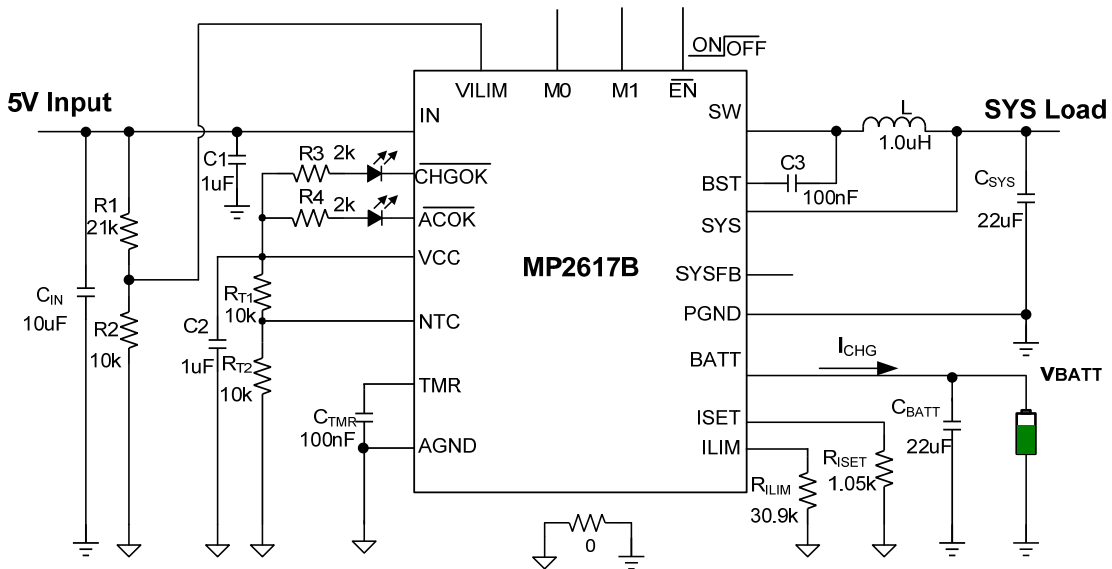 ON OFF
VILIM M0 M1 EN
5V Input
IN
SW
L
1.0uH
SYS Load
C1
1uF
R3 2k
CHGOK
R4 2k
ACOK
BST
C3
100nF
CSYS
22uF
R1
21k
SYS
VCC
MP2617B
SYSFB
CIN
10uF
RT1
10k
R2
10k
C2
1uF
NTC
PGND
RT2
10k
BATT
ICHG
VBATT
TMR
CTMR
100nF
CBATT
22uF
ISET
AGND
ILIM
RISET
1.05k
RILIM
30.9k
0